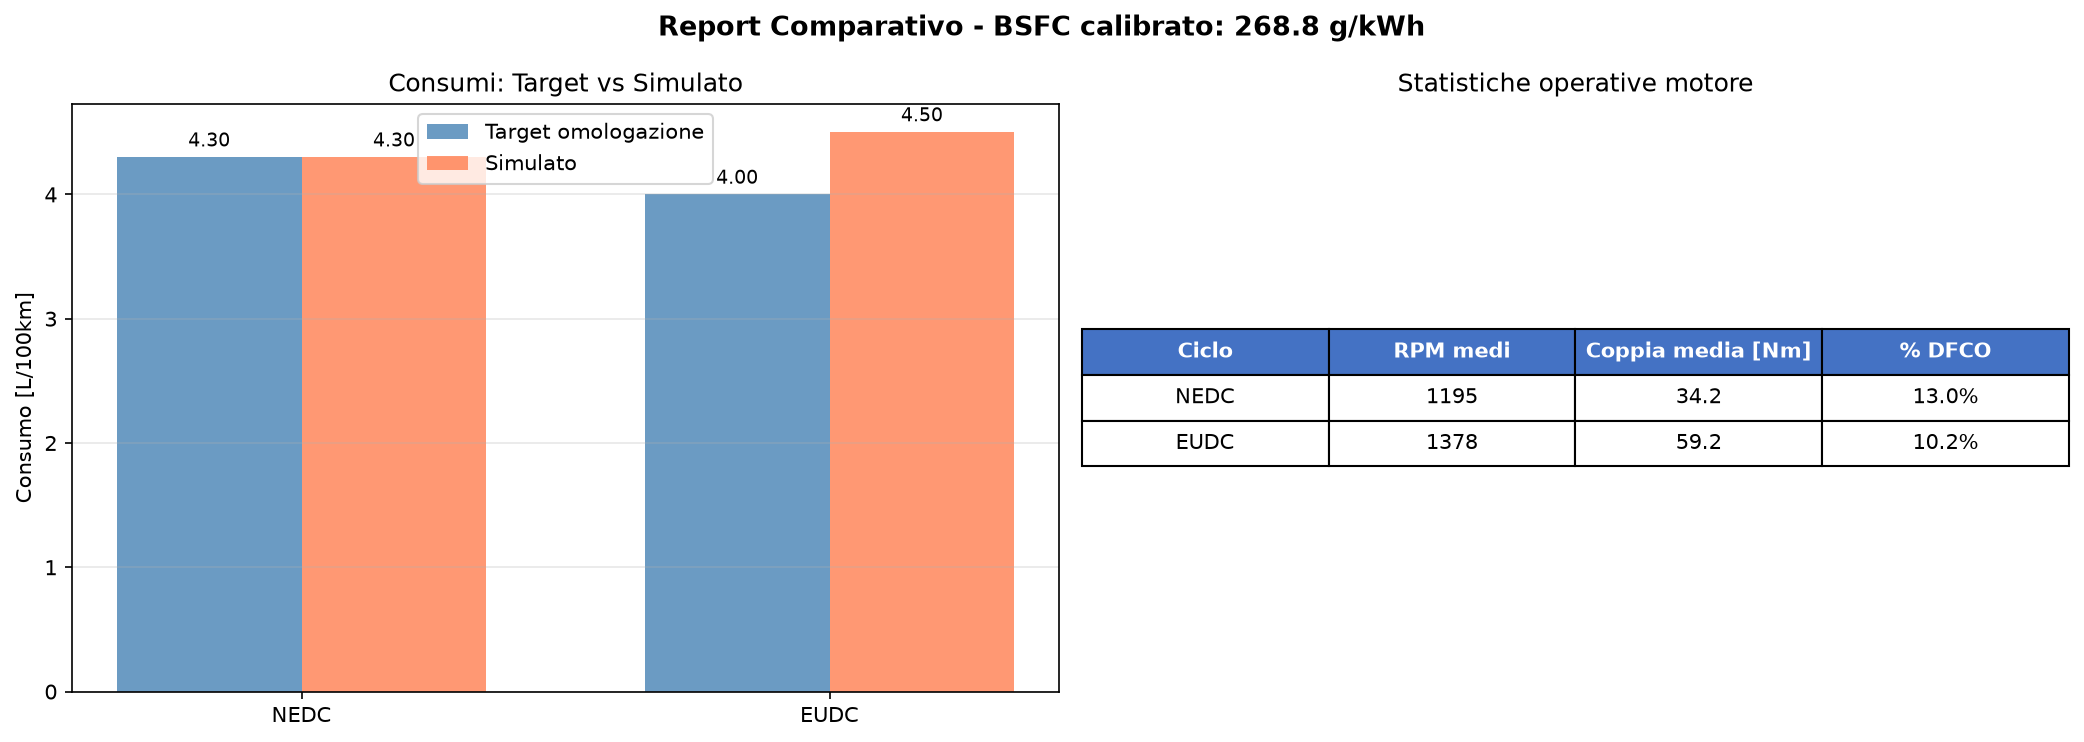 Report Comparativo - BSFC calibrato: 268.8 g/kWh
Consumi: Target vs Simulato
4.30
4.30
4.00
4.50
Target omologazione
Simulato
Consumo [L/100km]
4
3
2
1
0
NEDC
EUDC
Statistiche operative motore
Ciclo RPM medi Coppia media [Nm] % DFCO
NEDC 1195 34.2 13.0%
EUDC 1378 59.2 10.2%